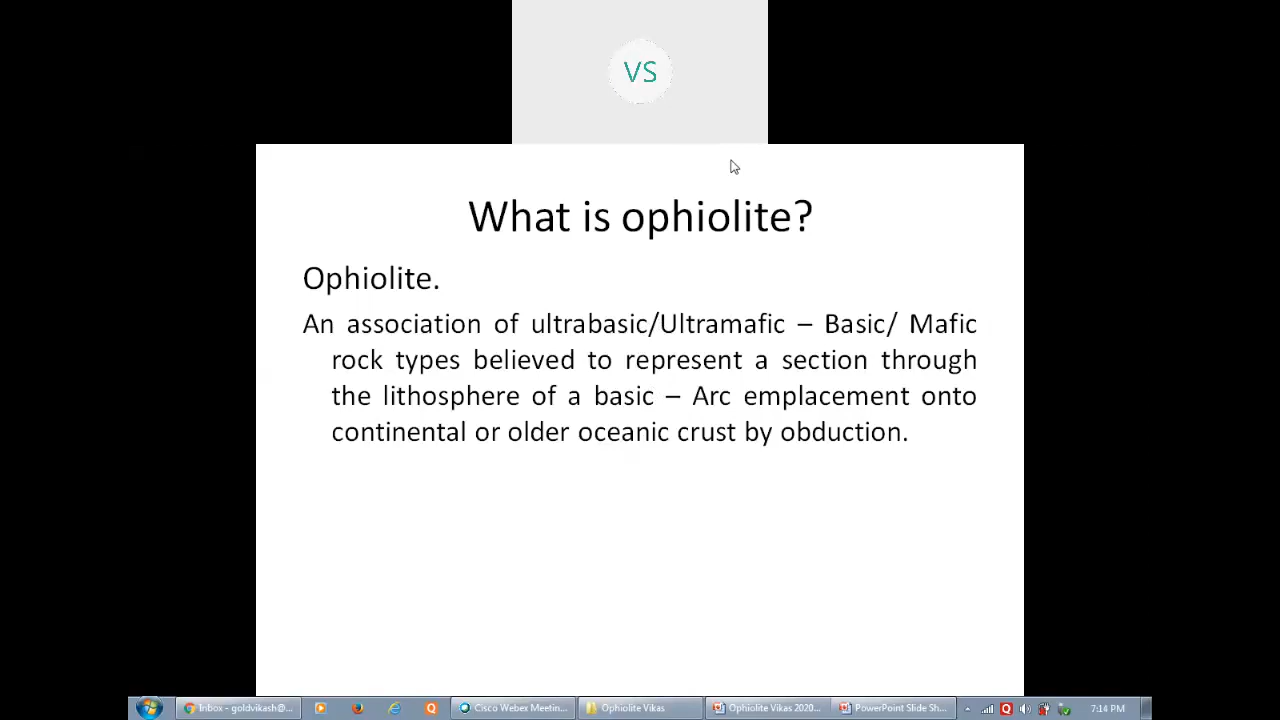 VS
What is ophiolite?
Ophiolite.
An association of ultrabasic/Ultramafic – Basic/ Mafic
rock types believed to represent a section through
the lithosphere of a basic – Arc emplacement onto
continental or older oceanic crust by obduction.
Inbox - goldvikash@... Cisco Webex Meetin... Ophiolite Vikas Ophiolite Vikas 2020... PowerPoint Slide Sh... 7:14 PM